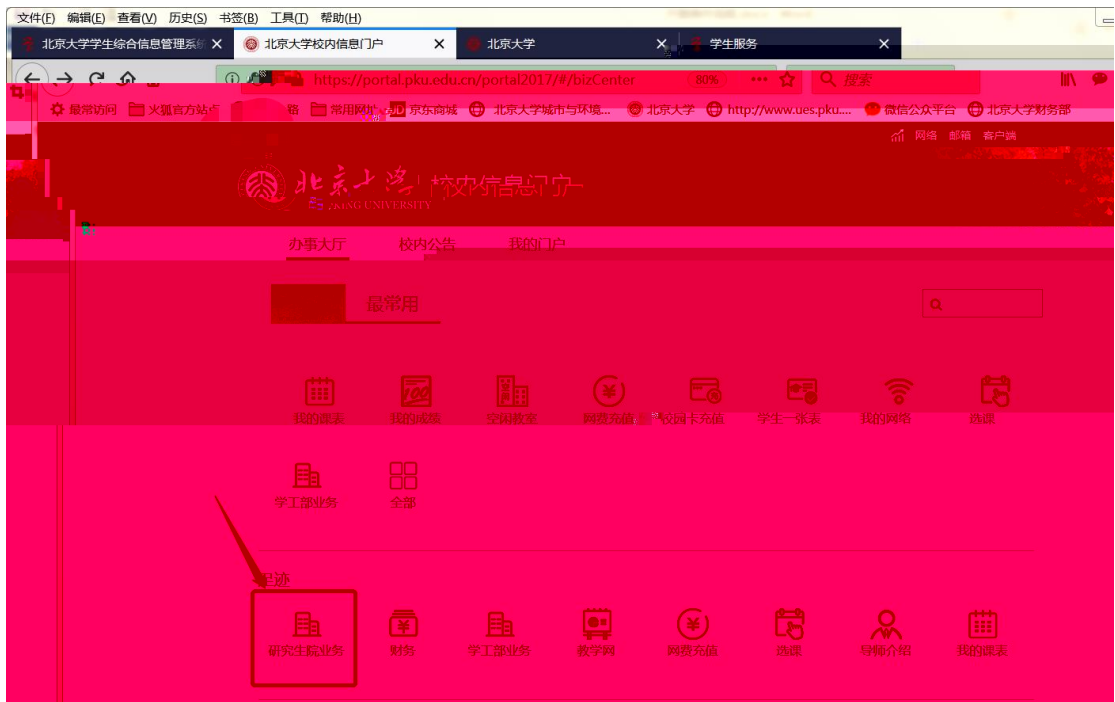 文件(F) 编辑(E) 查看(V) 历史(S) 书签(B) 工具(T) 帮助(H)
北京大学学生综合信息管理系统 北京大学校内信息门户 北京大学 学生服务
https://portal.pku.edu.cn/portal2017/#/bizCenter 80% 搜索
最常访问 火狐官方站点 常用网址 京东商城 北京大学城市与环境... 北京大学 http://www.ues.pku.... 微信公众平台 北京大学财务部
网络 邮箱 客户端
北京大学 校内信息门户
UNIVERSITY
办事大厅 校内公告 我的门户
最常用
我的课表 我的成绩 空闲教室 网费充值 校园卡充值 学生一张表 我的网络 选课
学工部业务 全部
足迹
研究生院业务 财务 学工部业务 教学网 网费充值 选课 导师介绍 我的课表